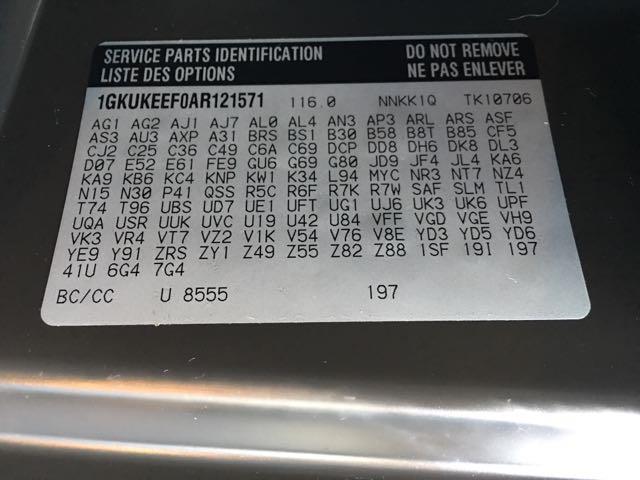 SERVICE PARTS IDENTIFICATION DO NOT REMOVE
LISTE DES OPTIONS NE PAS ENLEVER
1GKUKEEF0AR121571 116.0 NNKK1Q TK10706
AG1 AG2 AJ1 AJ7 AL0 AL4 AN3 AP3 ARL ARS ASF
AS3 AU3 AXP A31 BRS BS1 B30 B58 B8T B85 CF5
CJ2 C25 C36 C49 C6A C69 DCP DD8 DH6 DK8 DL3
D07 E52 E61 FE9 GU6 G69 G80 JD9 JF4 JL4 KA6
KA9 KB6 KC4 KNP KW1 K34 L94 MYC NR3 NT7 NZ4
N15 N30 P41 QSS R5C R6F R7K R7W SAF SLM TL1
T74 T96 UBS UD7 UE1 UFT UG1 UJ6 UK3 UK6 UPF
UQA USR UUK UVC U19 U42 U84 VFF VGD VGE VH9
VK3 VR4 VT7 VZ2 V1K V54 V76 V8E YD3 YD5 YD6
YE9 Y91 ZRS ZY1 Z49 Z55 Z82 Z88 1SF 19I 197
41U 6G4 7G4
BC/CC U 8555 197